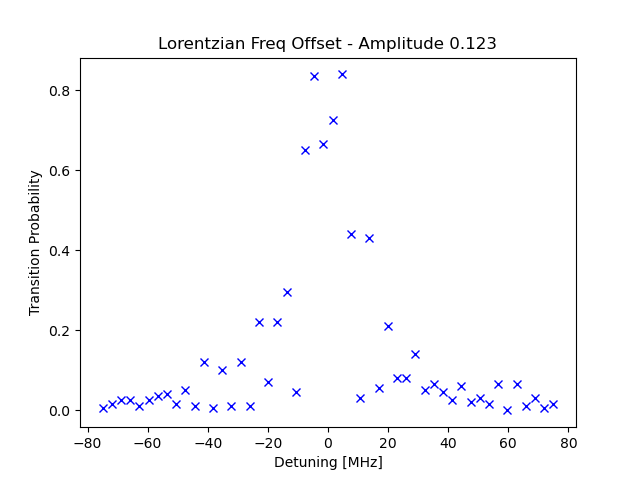 Lorentzian Freq Offset - Amplitude 0.123
Transition Probability
0.8
0.6
0.4
0.2
0.0
−80 −60 −40 −20 0 20 40 60 80
Detuning [MHz]